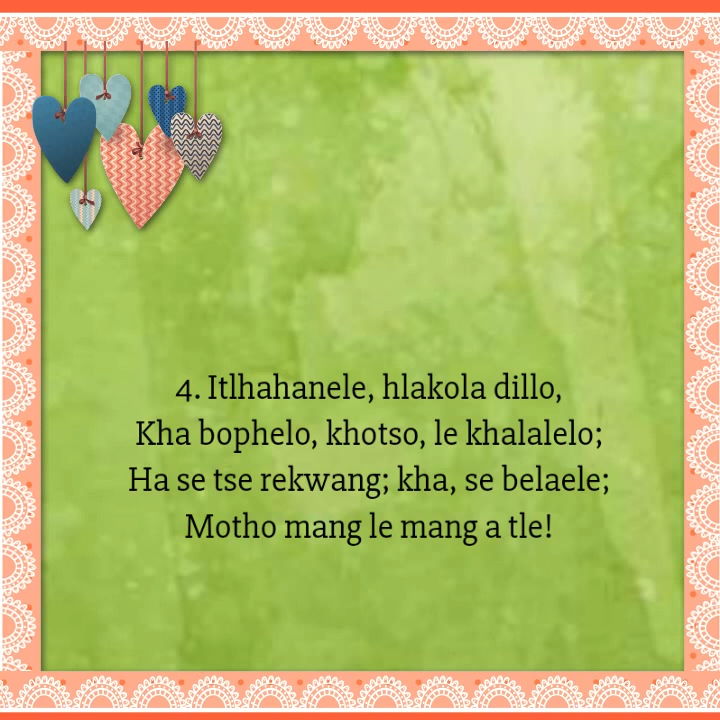 4. Itlhahanele, hlakola dillo,
Kha bophelo, khotso, le khalalelo;
Ha se tse rekwang; kha, se belaele;
Motho mang le mang a tle!